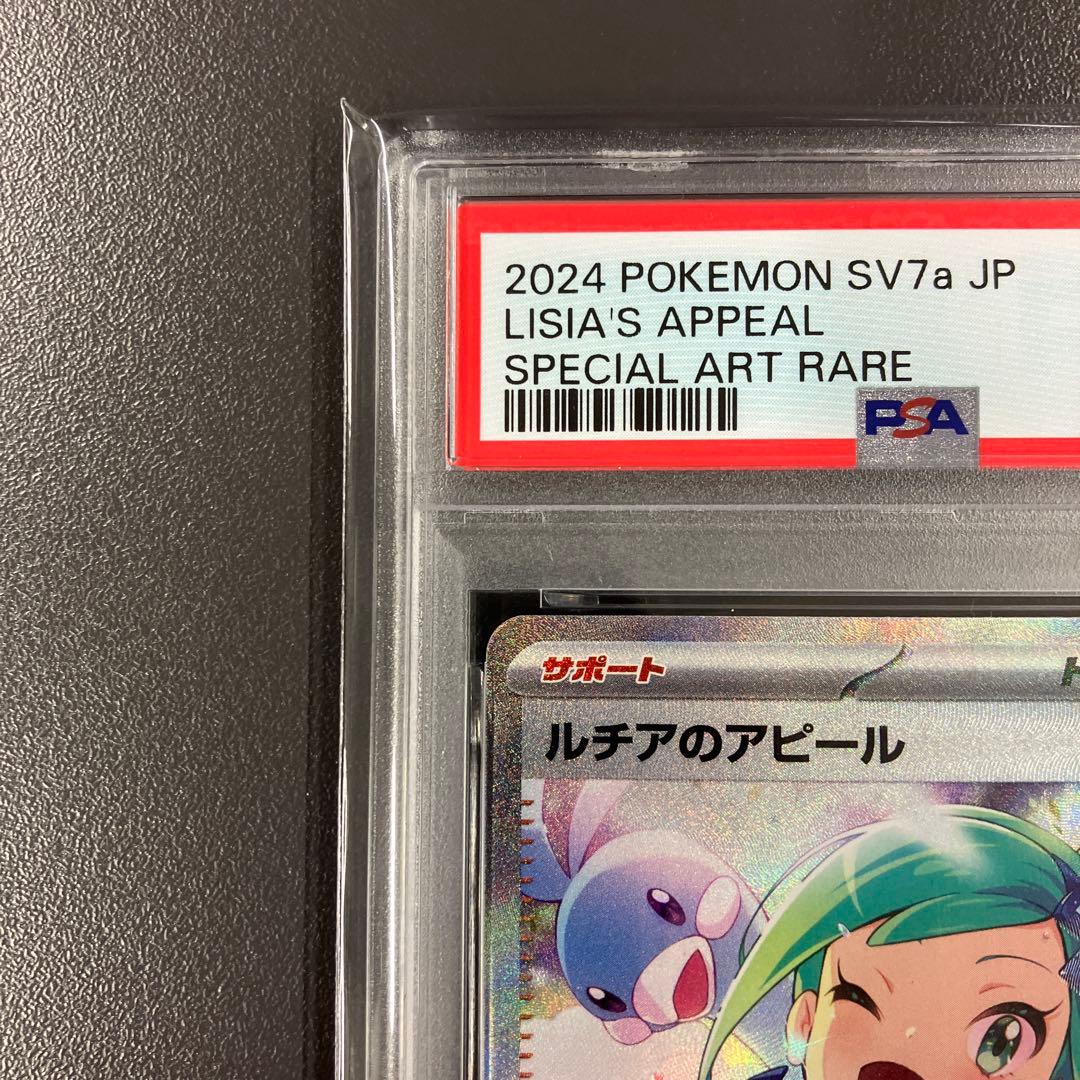 2024 POKEMON SV7a JP
LISIA'S APPEAL
SPECIAL ART RARE
PSA
サポート
ルチアのアピール